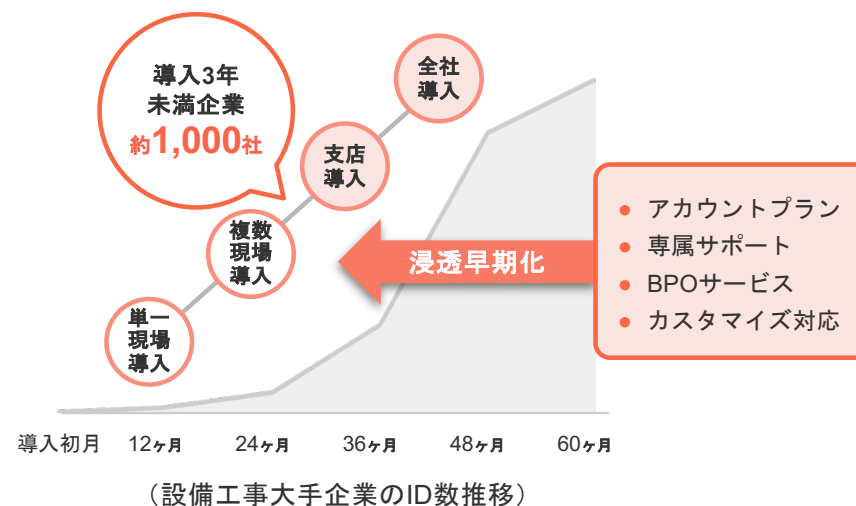 導入3年
未満企業
約1,000社
全社
導入
支店
導入
複数
現場
導入
単一
現場
導入
浸透早期化
● アカウントプラン
● 専属サポート
● BPOサービス
● カスタマイズ対応
導入初月 12ヶ月 24ヶ月 36ヶ月 48ヶ月 60ヶ月
（設備工事大手企業のID数推移）